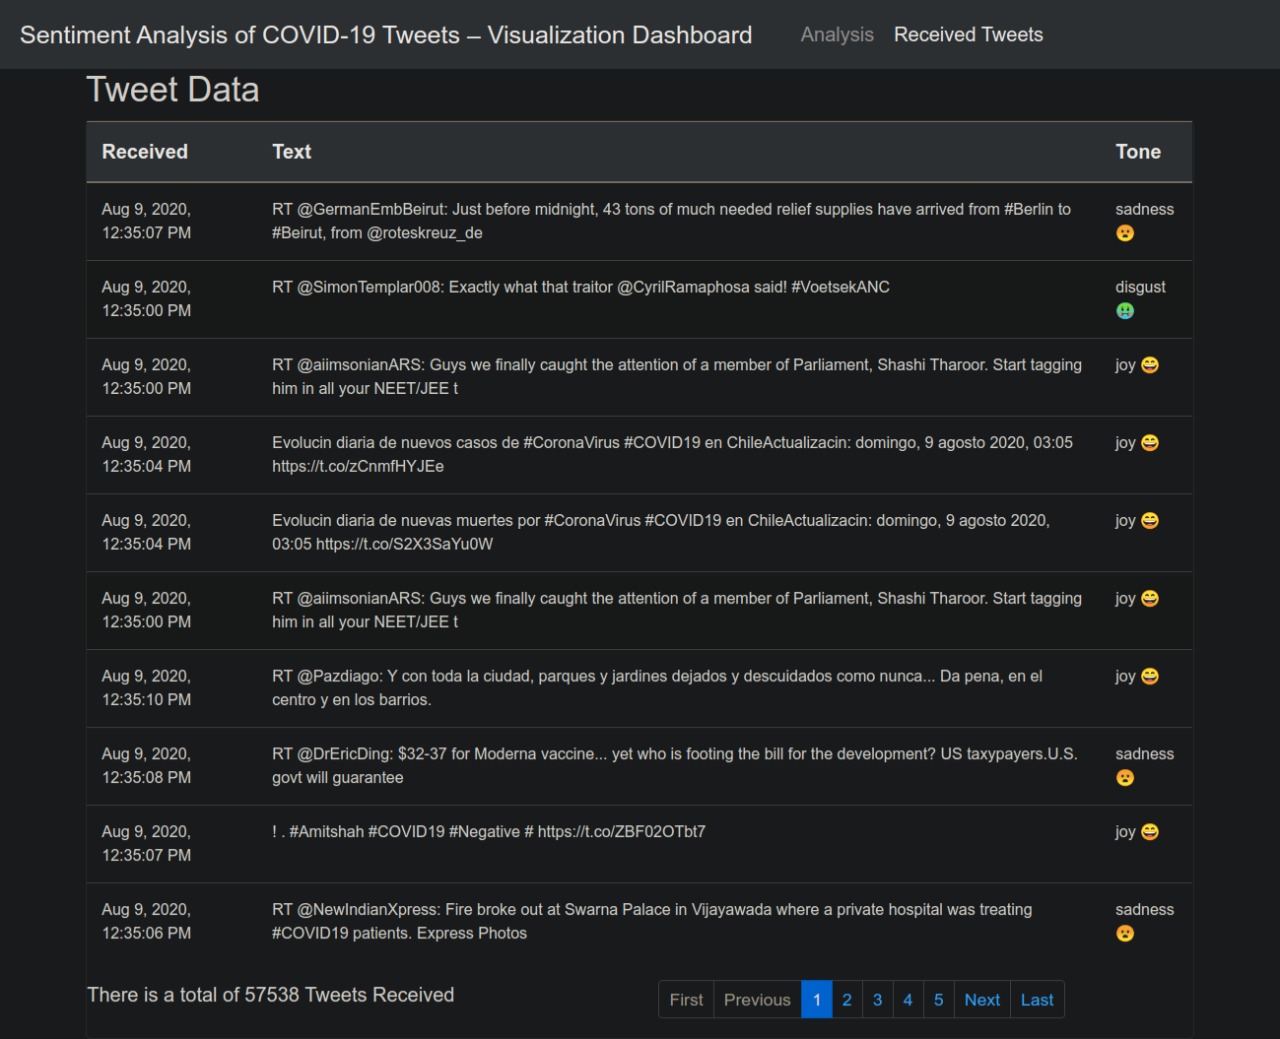 Sentiment Analysis of COVID-19 Tweets – Visualization Dashboard Analysis Received Tweets
Tweet Data
Received Text Tone
Aug 9, 2020, RT @GermanEmbBeirut: Just before midnight, 43 tons of much needed relief supplies have arrived from #Berlin to sadness
12:35:07 PM #Beirut, from @roteskreuz_de 😮
Aug 9, 2020, RT @SimonTemplar008: Exactly what that traitor @CyrilRamaphosa said! #VoetsekANC disgust
12:35:00 PM 🤢
Aug 9, 2020, RT @aiimsonianARS: Guys we finally caught the attention of a member of Parliament, Shashi Tharoor. Start tagging joy 😄
12:35:00 PM him in all your NEET/JEE t
Aug 9, 2020, Evolucin diaria de nuevos casos de #CoronaVirus #COVID19 en ChileActualizacin: domingo, 9 agosto 2020, 03:05 joy 😄
12:35:04 PM https://t.co/zCnmfHYJEe
Aug 9, 2020, Evolucin diaria de nuevas muertes por #CoronaVirus #COVID19 en ChileActualizacin: domingo, 9 agosto 2020, joy 😄
12:35:04 PM 03:05 https://t.co/S2X3SaYu0W
Aug 9, 2020, RT @aiimsonianARS: Guys we finally caught the attention of a member of Parliament, Shashi Tharoor. Start tagging joy 😄
12:35:00 PM him in all your NEET/JEE t
Aug 9, 2020, RT @Pazdiago: Y con toda la ciudad, parques y jardines dejados y descuidados como nunca... Da pena, en el joy 😄
12:35:10 PM centro y en los barrios.
Aug 9, 2020, RT @DrEricDing: $32-37 for Moderna vaccine... yet who is footing the bill for the development? US taxypayers.U.S. sadness
12:35:08 PM govt will guarantee 😮
Aug 9, 2020, ! . #Amitshah #COVID19 #Negative # https://t.co/ZBF02OTbt7 joy 😄
12:35:07 PM
Aug 9, 2020, RT @NewIndianXpress: Fire broke out at Swarna Palace in Vijayawada where a private hospital was treating sadness
12:35:06 PM #COVID19 patients. Express Photos 😮
There is a total of 57538 Tweets Received First Previous 1 2 3 4 5 Next Last